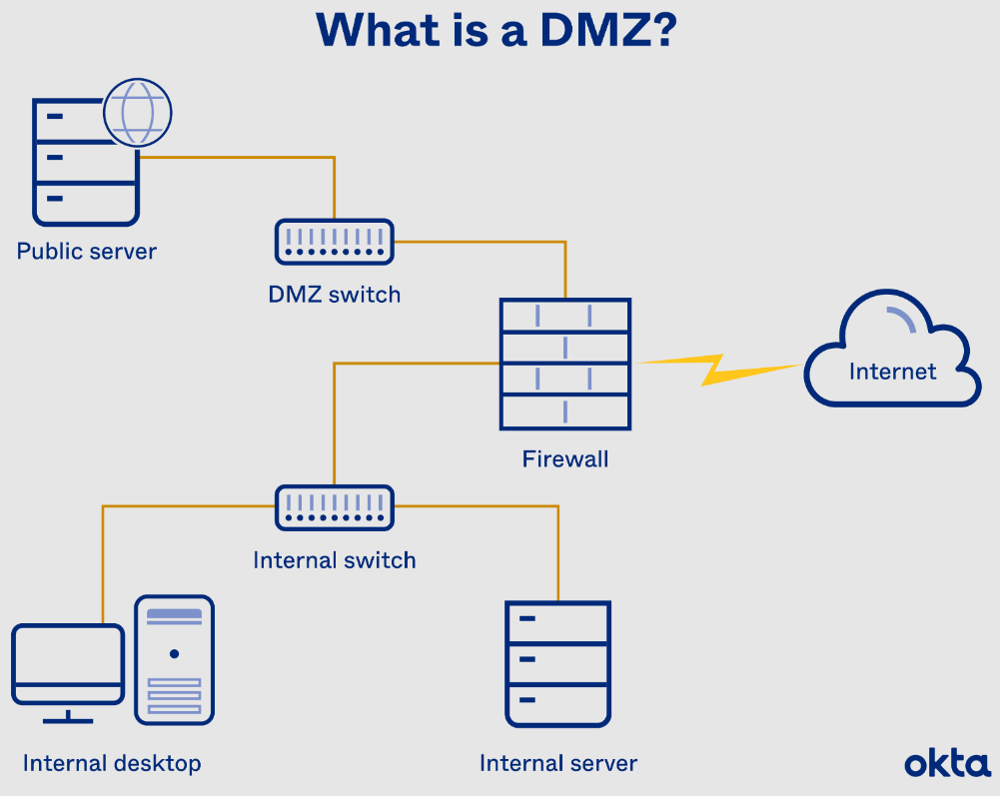 What is a DMZ?
Public server
DMZ switch
Internet
Firewall
Internal switch
Internal desktop
Internal server
okta